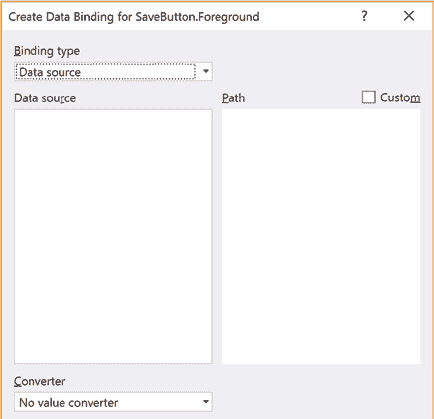 Create Data Binding for SaveButton.Foreground ?
Binding type
Data source
Data source
Path
Custom
Converter
No value converter